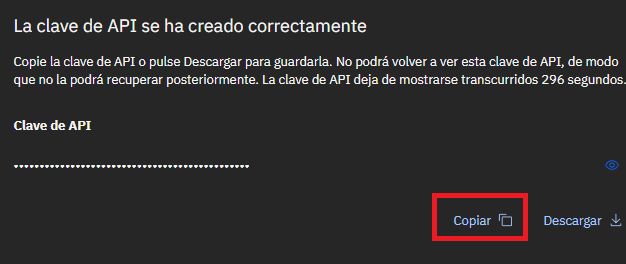 La clave de API se ha creado correctamente
Copie la clave de API o pulse Descargar para guardarla. No podrá volver a ver esta clave de API, de modo
que no la podrá recuperar posteriormente. La clave de API deja de mostrarse transcurridos 296 segundos.
Clave de API
Copiar
Descargar